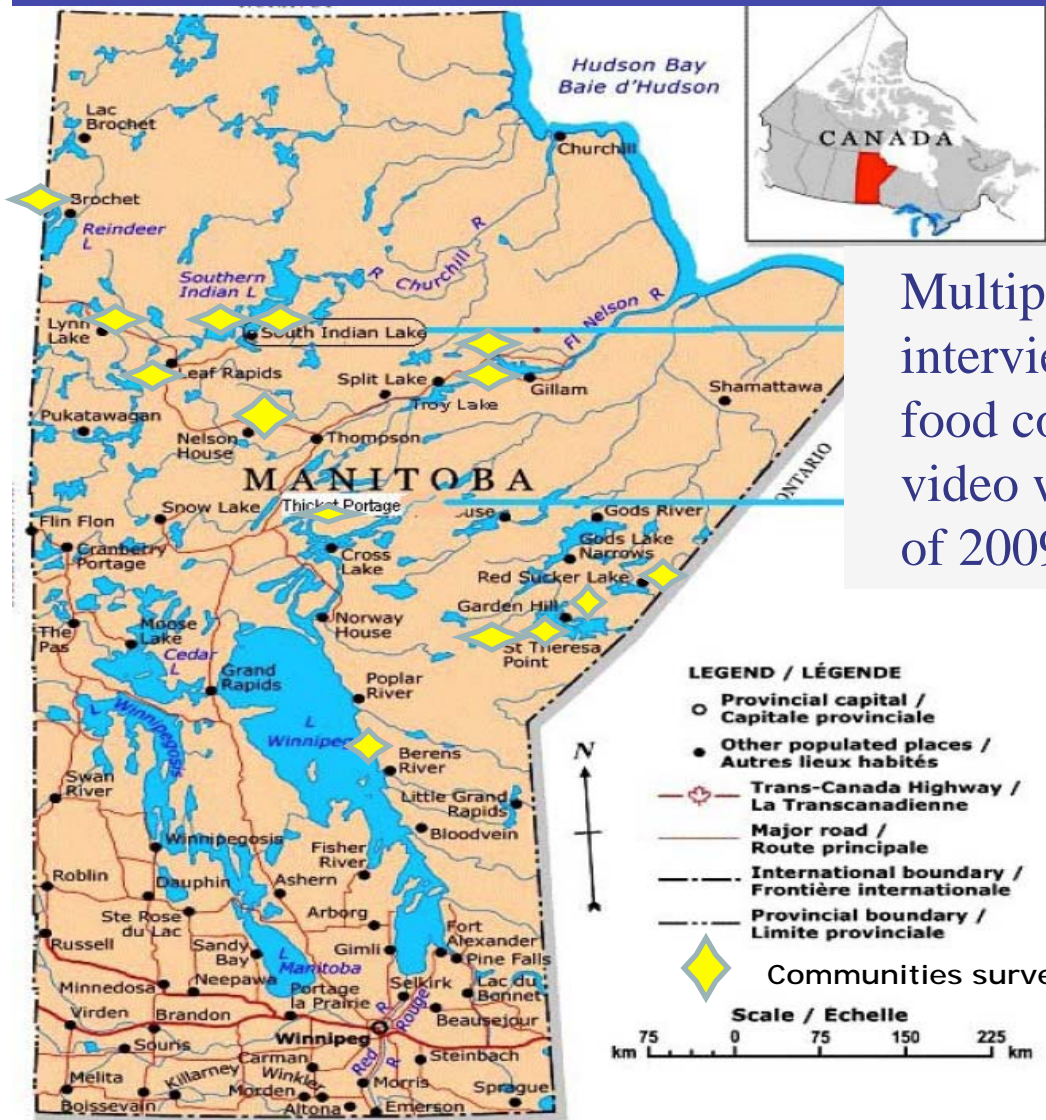 Hudson Bay
Baie d'Hudson
CANADA
Lac
Brochet
Churchill
Brochet
Reindeer
L
Southern
Indian L
R Churchill R
Lynn
Lake
South Indian Lake
Fl Nelson R
Leaf Rapids
Split Lake
Gillam
Troy Lake
Shamattawa
Pukatawagan
Nelson
House
Thompson
MANITOBA
ONTARIO
Snow Lake
Thicket Portage
use
Gods River
Flin Flon
Cranberry
Portage
Cross
Lake
Gods Lake
Narrows
Red Sucker Lake
Garden Hill
The
Pas
Moose
Lake
Norway
House
St Theresa
Point
Cedar
L
Grand
Rapids
Poplar
River
L Winnipegosis
L
Winnipeg
Berens
River
Swan
River
Little Grand
Rapids
Bloodvein
Winnipegosis
Fisher
River
Roblin
Dauphin
Ashern
Ste Rose
du Lac
Arborg
Fort
Alexander
Russell
Sandy
Bay
L
Manitoba
Gimli
Pine Falls
Minnedosa
Neepawa
Portage
la Prairie
Selkirk
Lac du
Bonnet
Virden
Brandon
R Rouge
Beausejour
Winnipeg
Souris
Carman
Red R
Steinbach
Melita
Killarney
Winkler
Morden
Morris
Sprague
Boissevain
Altona
Emerson
Multip
intervie
food co
video v
of 2009
LEGEND / LÉGENDE
Provincial capital /
Capitale provinciale
Other populated places /
Autres lieux habités
Trans-Canada Highway /
La Transcanadienne
Major road /
Route principale
International boundary /
Frontière internationale
Provincial boundary /
Limite provinciale
N
Communities surve
Scale / Échelle
km 75 0 75 150 225 km